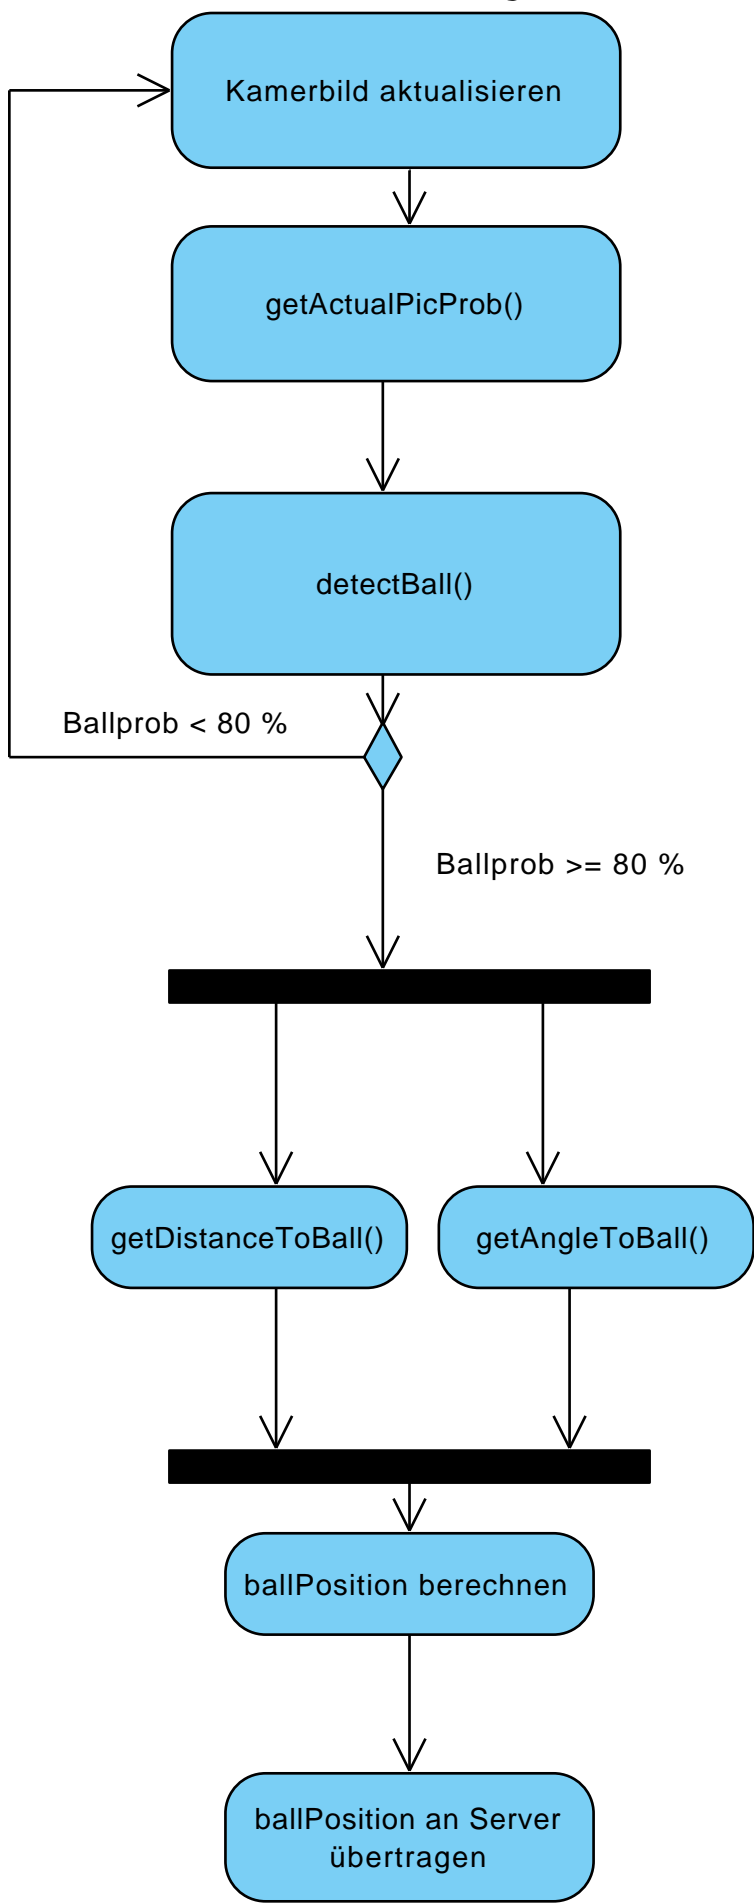 Kamerbild aktualisieren
getActualPicProb()
detectBall()
Ballprob < 80 %
Ballprob >= 80 %
getDistanceToBall()
getAngleToBall()
ballPosition berechnen
ballPosition an Server
übertragen